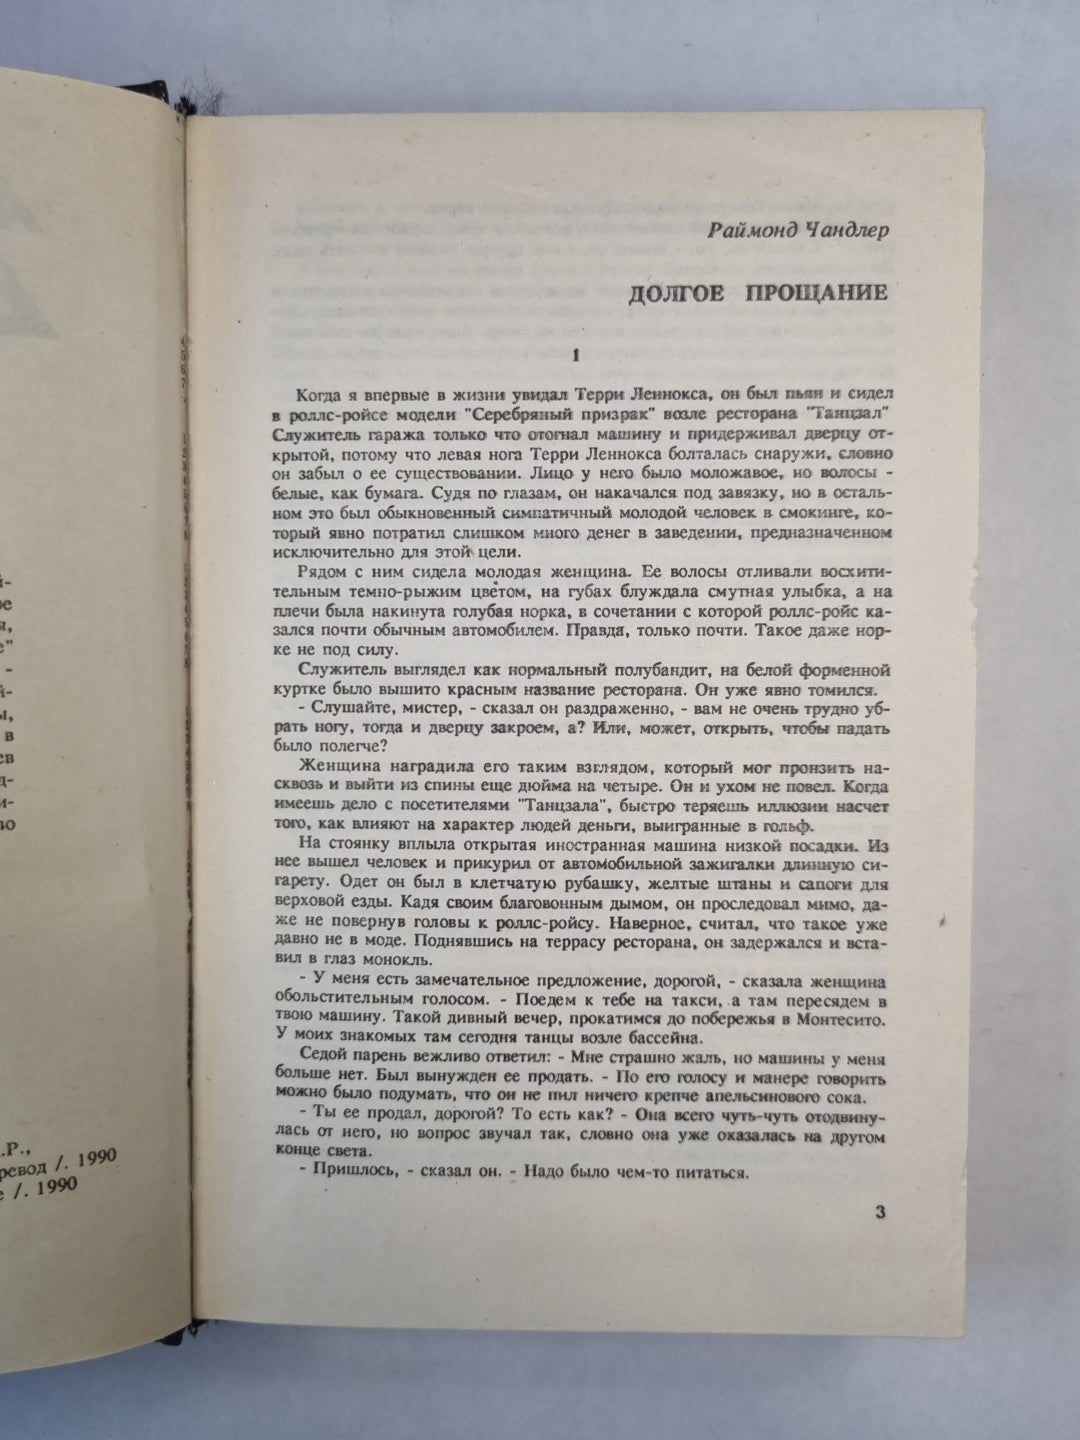 й-
ре
я,
е"
-
й-
ы,
в
ев
д-
и-
ю
.Р.,
ревод /. 1990
е /. 1990
Раймонд Чандлер
ДОЛГОЕ ПРОЩАНИЕ
1
Когда я впервые в жизни увидал Терри Леннокса, он был пьян и сидел
в роллс-ройсе модели "Серебряный призрак" возле ресторана "Танцзал"
Служитель гаража только что отогнал машину и придерживал дверцу от-
крытой, потому что левая нога Терри Леннокса болталась снаружи, словно
он забыл о ее существовании. Лицо у него было моложавое, но волосы -
белые, как бумага. Судя по глазам, он накачался под завязку, но в осталь-
ном это был обыкновенный симпатичный молодой человек в смокинге, ко-
торый явно потратил слишком много денег в заведении, предназначенном
исключительно для этой цели.
Рядом с ним сидела молодая женщина. Ее волосы отливали восхити-
тельным темно-рыжим цветом, на губах блуждала смутная улыбка, а на
плечи была накинута голубая норка, в сочетании с которой роллс-ройс ка-
зался почти обычным автомобилем. Правда, только почти. Такое даже нор-
ке не под силу.
Служитель выглядел как нормальный полубандит, на белой форменной
куртке было вышито красным название ресторана. Он уже явно томился.
- Слушайте, мистер, - сказал он раздраженно, - вам не очень трудно уб-
рать ногу, тогда и дверцу закроем, а? Или, может, открыть, чтобы падать
было полегче?
Женщина наградила его таким взглядом, который мог пронзить на-
сквозь и выйти из спины еще дюйма на четыре. Он и ухом не повел. Когда
имеешь дело с посетителями "Танцзала", быстро теряешь иллюзии насчет
того, как влияют на характер людей деньги, выигранные в гольф.
На стоянку вплыла открытая иностранная машина низкой посадки. Из
нее вышел человек и прикурил от автомобильной зажигалки длинную си-
гарету. Одет он был в клетчатую рубашку, желтые штаны и сапоги для
верховой езды. Кадя своим благовонным дымом, он проследовал мимо, да-
же не повернув головы к роллс-ройсу. Наверное, считал, что такое уже
давно не в моде. Поднявшись на террасу ресторана, он задержался и вста-
вил в глаз монокль.
- У меня есть замечательное предложение, дорогой, - сказала женщина
обольстительным голосом. - Поедем к тебе на такси, а там пересядем в
твою машину. Такой дивный вечер, прокатимся до побережья в Монтесито.
У моих знакомых там сегодня танцы возле бассейна.
Седой парень вежливо ответил: - Мне страшно жаль, но машины у меня
больше нет. Был вынужден ее продать. - По его голосу и манере говорить
можно было подумать, что он не пил ничего крепче апельсинового сока.
- Ты ее продал, дорогой? То есть как? - Она всего чуть-чуть отодвину-
лась от него, но вопрос звучал так, словно она уже оказалась на другом
конце света.
- Пришлось, - сказал он. - Надо было чем-то питаться.
3